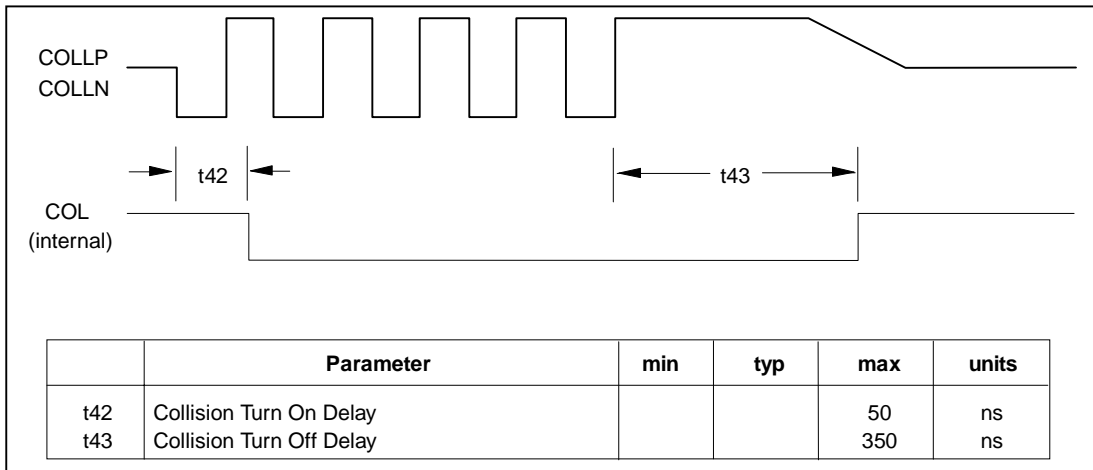 COLLP
COLLN
t42
t43
COL
(internal)
Parameter min typ max units
t42 Collision Turn On Delay 50 ns
t43 Collision Turn Off Delay 350 ns